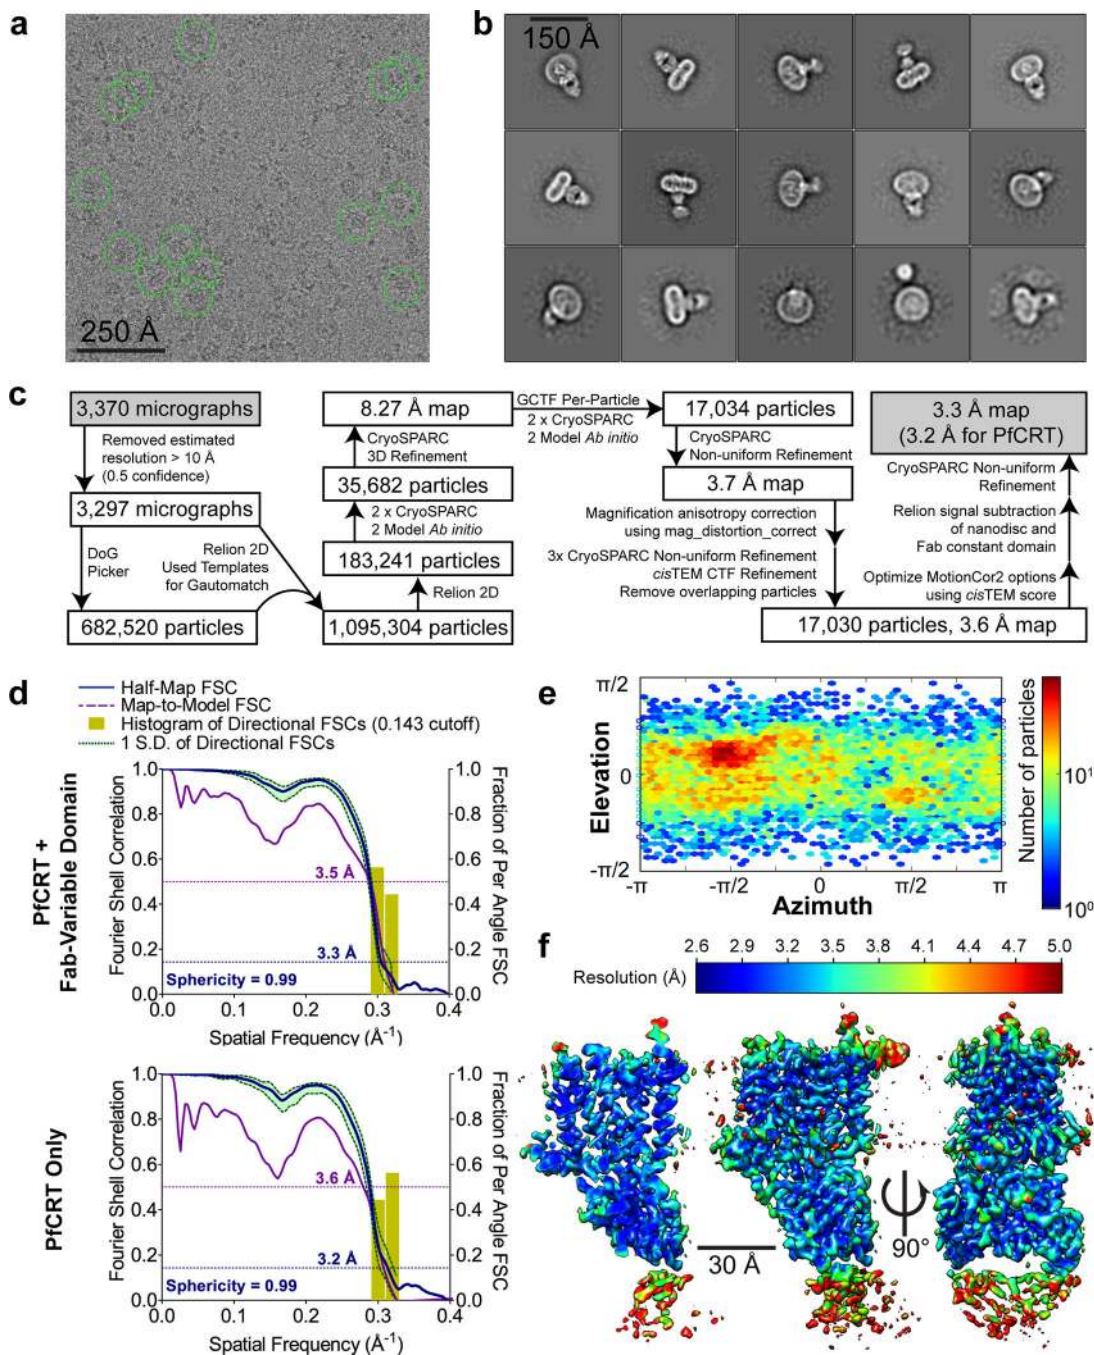 a
250 Å
b
150 Å
c
3,370 micrographs
Removed estimated
resolution > 10 Å
(0.5 confidence)
3,297 micrographs
DoG
Picker
Relion 2D
Used Templates
for Gautomatch
682,520 particles
1,095,304 particles
Relion 2D
183,241 particles
2 x CryoSPARC
2 Model Ab initio
35,682 particles
CryoSPARC
3D Refinement
8.27 Å map
GCTF Per-Particle
2 x CryoSPARC
2 Model Ab initio
17,034 particles
CryoSPARC
Non-uniform Refinement
3.7 Å map
Magnification anisotropy correction
using mag_distortion_correct
3x CryoSPARC Non-uniform Refinement
cisTEM CTF Refinement
Remove overlapping particles
17,030 particles, 3.6 Å map
Optimize MotionCor2 options
using cisTEM score
Relion signal subtraction
of nanodisc and
Fab constant domain
CryoSPARC Non-uniform
Refinement
3.3 Å map
(3.2 Å for PfCRT)
d
Half-Map FSC
Map-to-Model FSC
Histogram of Directional FSCs (0.143 cutoff)
1 S.D. of Directional FSCs
PfCRT +
Fab-Variable Domain
Fourier Shell Correlation
1.0
0.8
0.6
0.4
0.2
0.0
3.5 Å
3.3 Å
Sphericity = 0.99
1.0
0.8
0.6
0.4
0.2
0.0
Fraction of Per Angle FSC
0.0 0.1 0.2 0.3 0.4
Spatial Frequency (Å-1)
PfCRT Only
Fourier Shell Correlation
1.0
0.8
0.6
0.4
0.2
0.0
3.6 Å
3.2 Å
Sphericity = 0.99
1.0
0.8
0.6
0.4
0.2
0.0
Fraction of Per Angle FSC
0.0 0.1 0.2 0.3 0.4
Spatial Frequency (Å-1)
e
π/2
0
-π/2
Elevation
-π -π/2 0 π/2 π
Azimuth
Number of particles
10¹
10⁰
f
2.6 2.9 3.2 3.5 3.8 4.1 4.4 4.7 5.0
Resolution (Å)
30 Å
90°